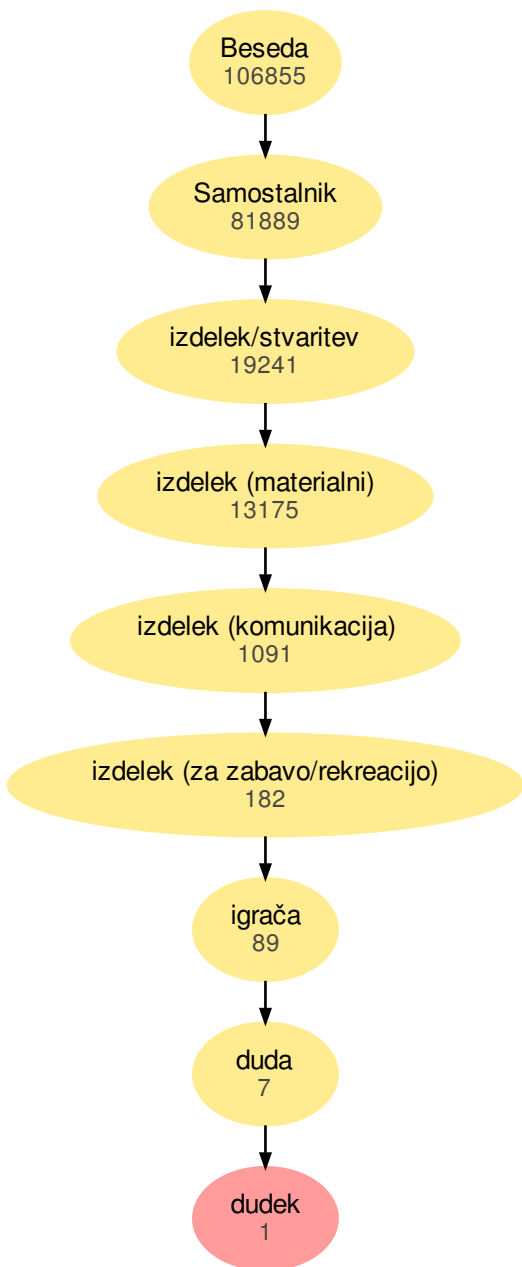 Beseda
106855
Samostalnik
81889
izdelek/stvaritev
19241
izdelek (materialni)
13175
izdelek (komunikacija)
1091
izdelek (za zabavo/rekreacijo)
182
igrača
89
duda
7
dudek
1